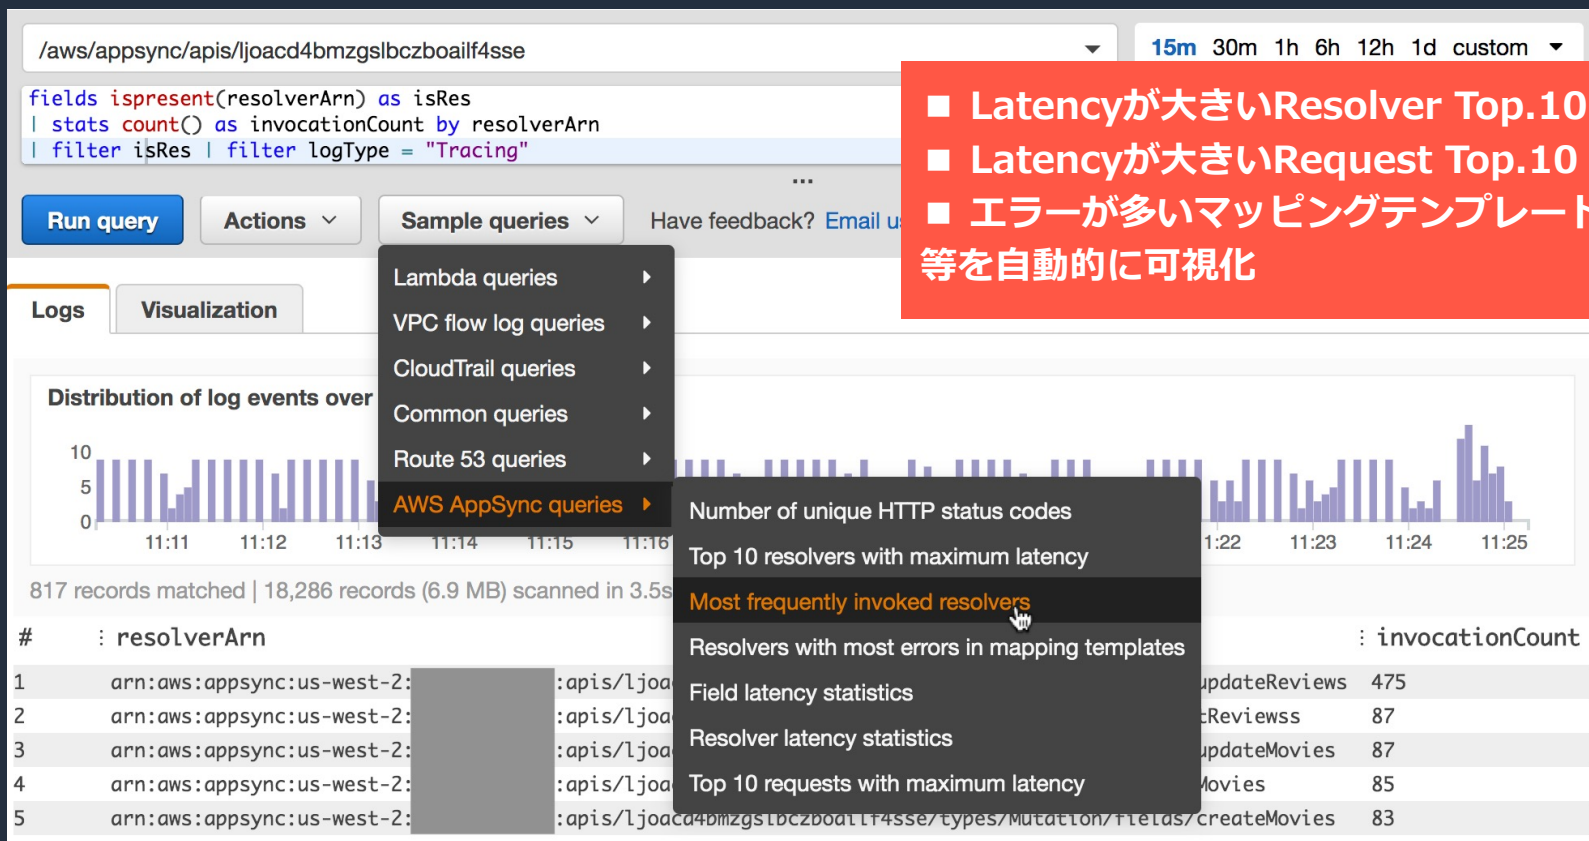 /aws/appsync/apis/ljoacd4bmzgslbczboailf4sse
15m 30m 1h 6h 12h 1d custom
fields ispresent(resolverArn) as isRes
| stats count() as invocationCount by resolverArn
| filter isRes | filter logType = "Tracing"
■ Latencyが大きいResolver Top.10
■ Latencyが大きいRequest Top.10
■ エラーが多いマッピングテンプレート
等を自動的に可視化
Run query
Actions
Sample queries
Have feedback? Email us
Lambda queries
VPC flow log queries
CloudTrail queries
Common queries
Route 53 queries
AWS AppSync queries
Logs
Visualization
Distribution of log events over
10
5
0
11:11 11:12 11:13 11:14 11:15 11:16 1:22 11:23 11:24 11:25
Number of unique HTTP status codes
Top 10 resolvers with maximum latency
Most frequently invoked resolvers
Resolvers with most errors in mapping templates
Field latency statistics
Resolver latency statistics
Top 10 requests with maximum latency
817 records matched | 18,286 records (6.9 MB) scanned in 3.5s
# : resolverArn : invocationCount
1 arn:aws:appsync:us-west-2: :apis/ljoa updateReviews 475
2 arn:aws:appsync:us-west-2: :apis/ljoa tReviewss 87
3 arn:aws:appsync:us-west-2: :apis/ljoa updateMovies 87
4 arn:aws:appsync:us-west-2: :apis/ljoa Movies 85
5 arn:aws:appsync:us-west-2: :apis/ljoacd4bmzgslbczboailf4sse/types/Mutation/fields/createMovies 83